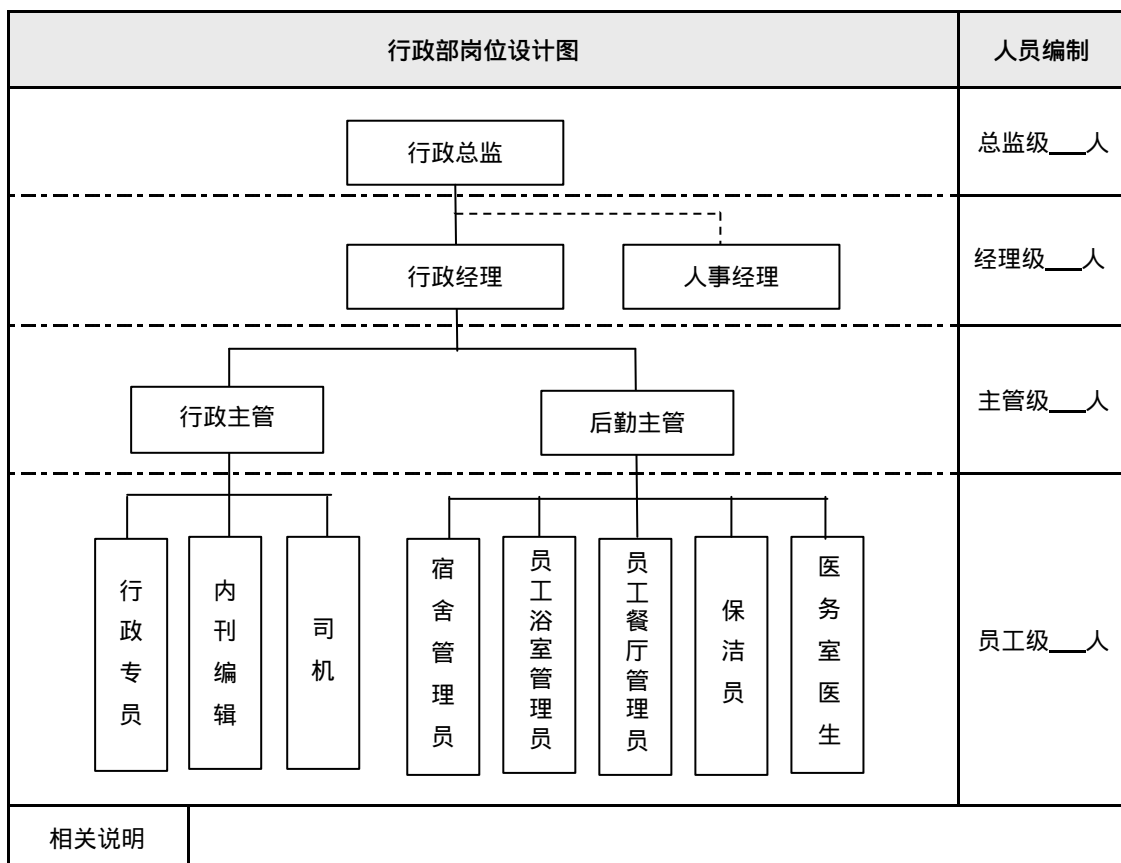 行政部岗位设计图
人员编制
行政总监
总监级___人
行政经理
人事经理
经理级___人
行政主管
后勤主管
主管级___人
行政专员
内刊编辑
司机
宿舍管理员
员工浴室管理员
员工餐厅管理员
保洁员
医务室医生
员工级___人
相关说明